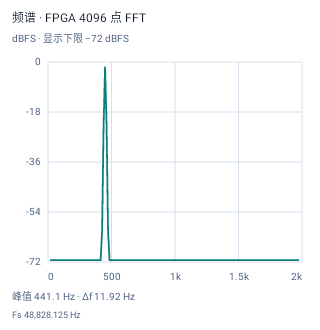 频谱 · FPGA 4096 点 FFT
dBFS · 显示下限 −72 dBFS
0
-18
-36
-54
-72
0 500 1k 1.5k 2k
峰值 441.1 Hz · Δf 11.92 Hz
Fs 48,828.125 Hz